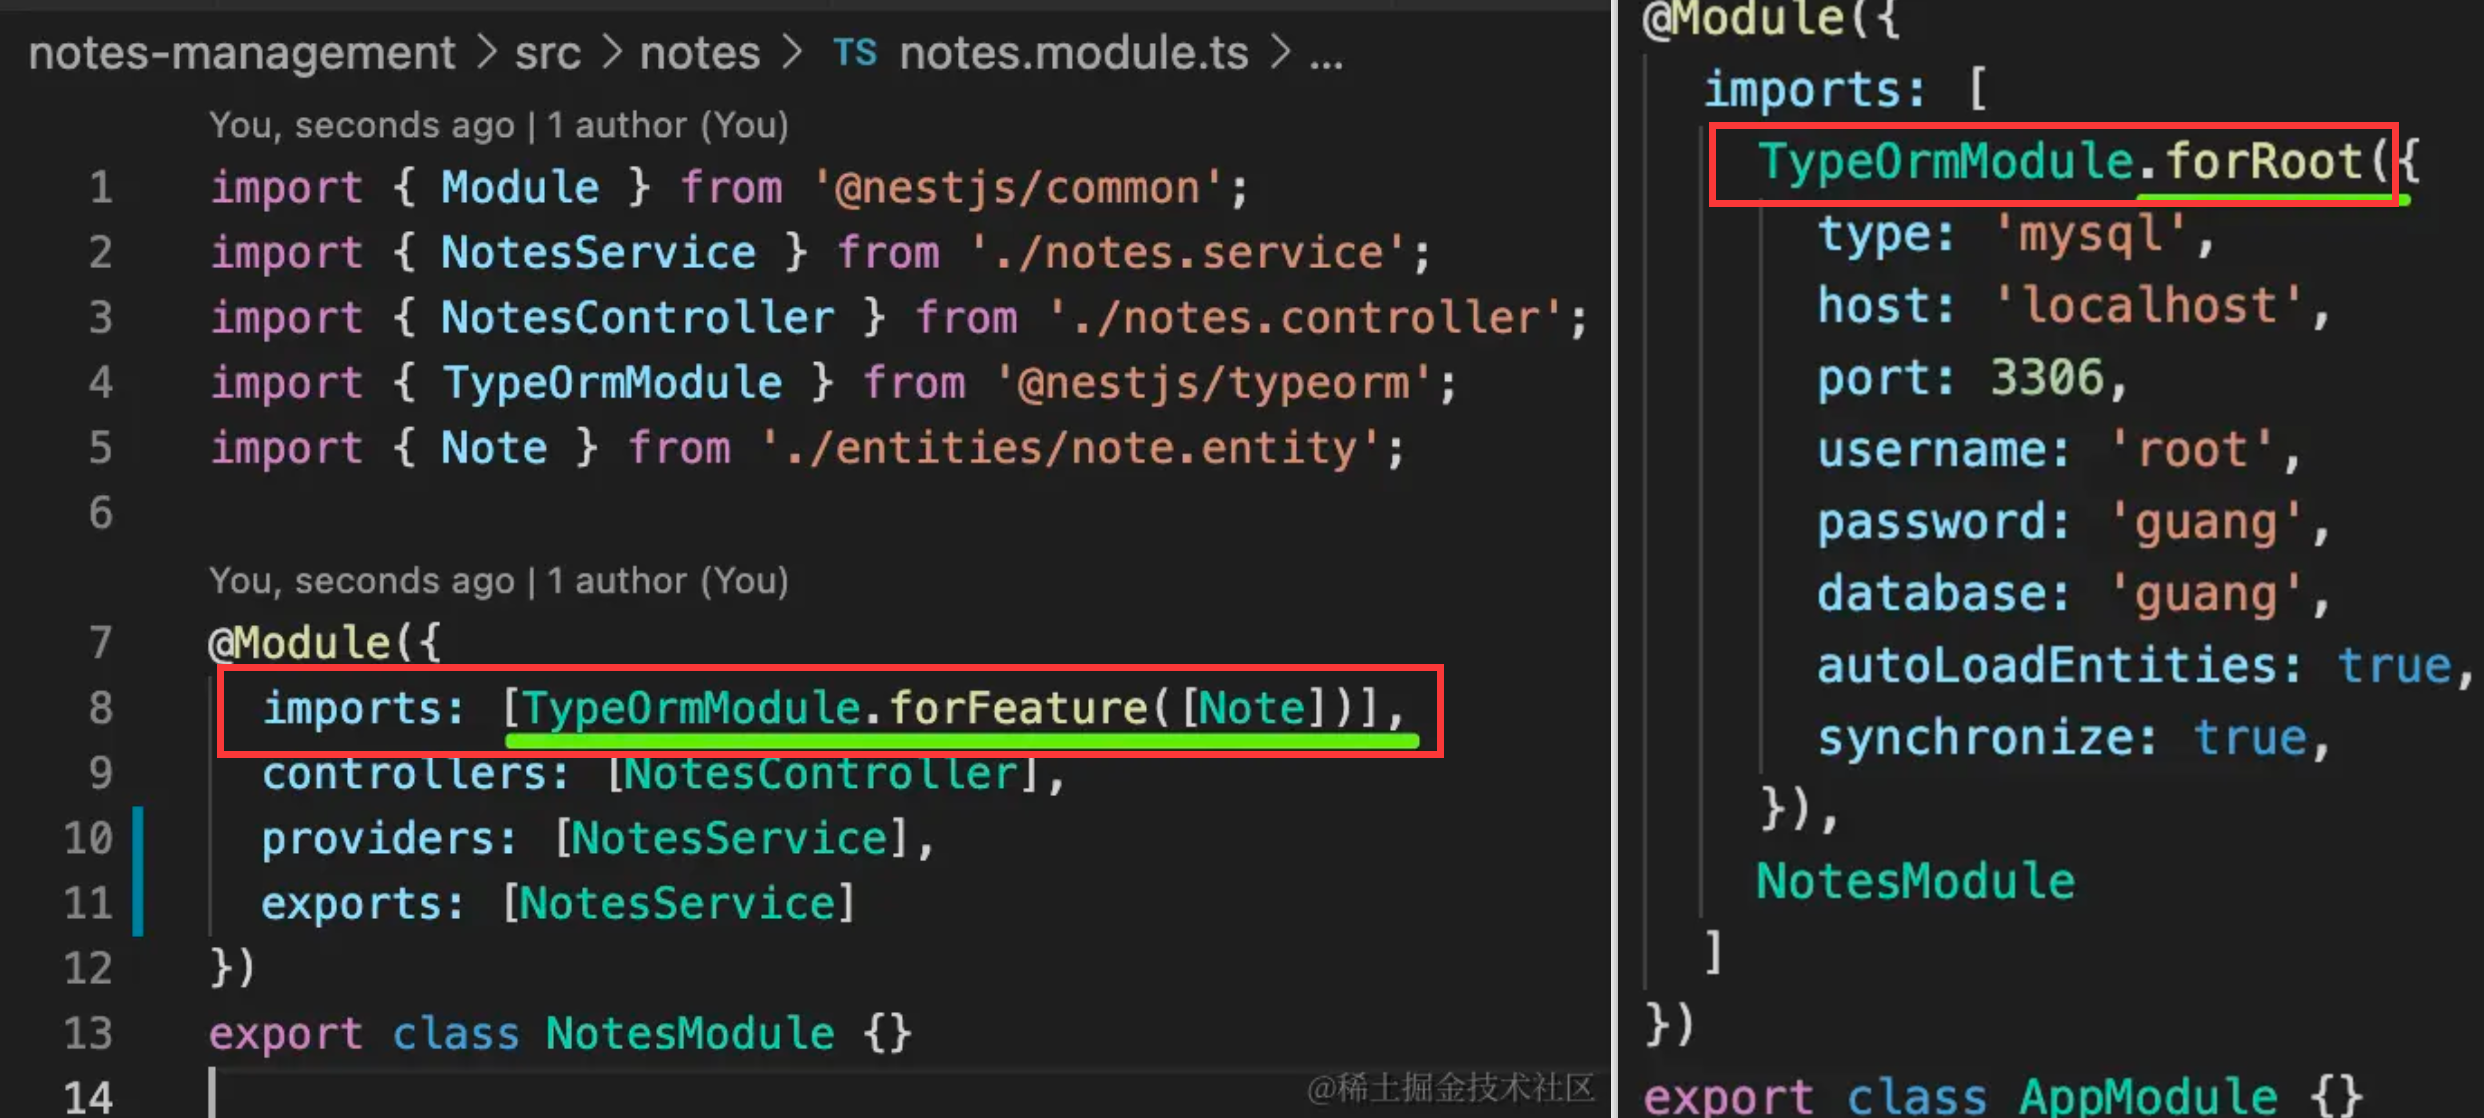 notes-management > src > notes > TS notes.module.ts > ...
You, seconds ago | 1 author (You)
1 import { Module } from '@nestjs/common';
2 import { NotesService } from './notes.service';
3 import { NotesController } from './notes.controller';
4 import { TypeOrmModule } from '@nestjs/typeorm';
5 import { Note } from './entities/note.entity';
6
You, seconds ago | 1 author (You)
7 @Module({
8 imports: [TypeOrmModule.forFeature([Note])],
9 controllers: [NotesController],
10 providers: [NotesService],
11 exports: [NotesService]
12 })
13 export class NotesModule {}
14
@稀土掘金技术社区
@Module({
imports: [
TypeOrmModule.forRoot({
type: 'mysql',
host: 'localhost',
port: 3306,
username: 'root',
password: 'guang',
database: 'guang',
autoLoadEntities: true,
synchronize: true,
}),
NotesModule
]
})
export class AppModule {}